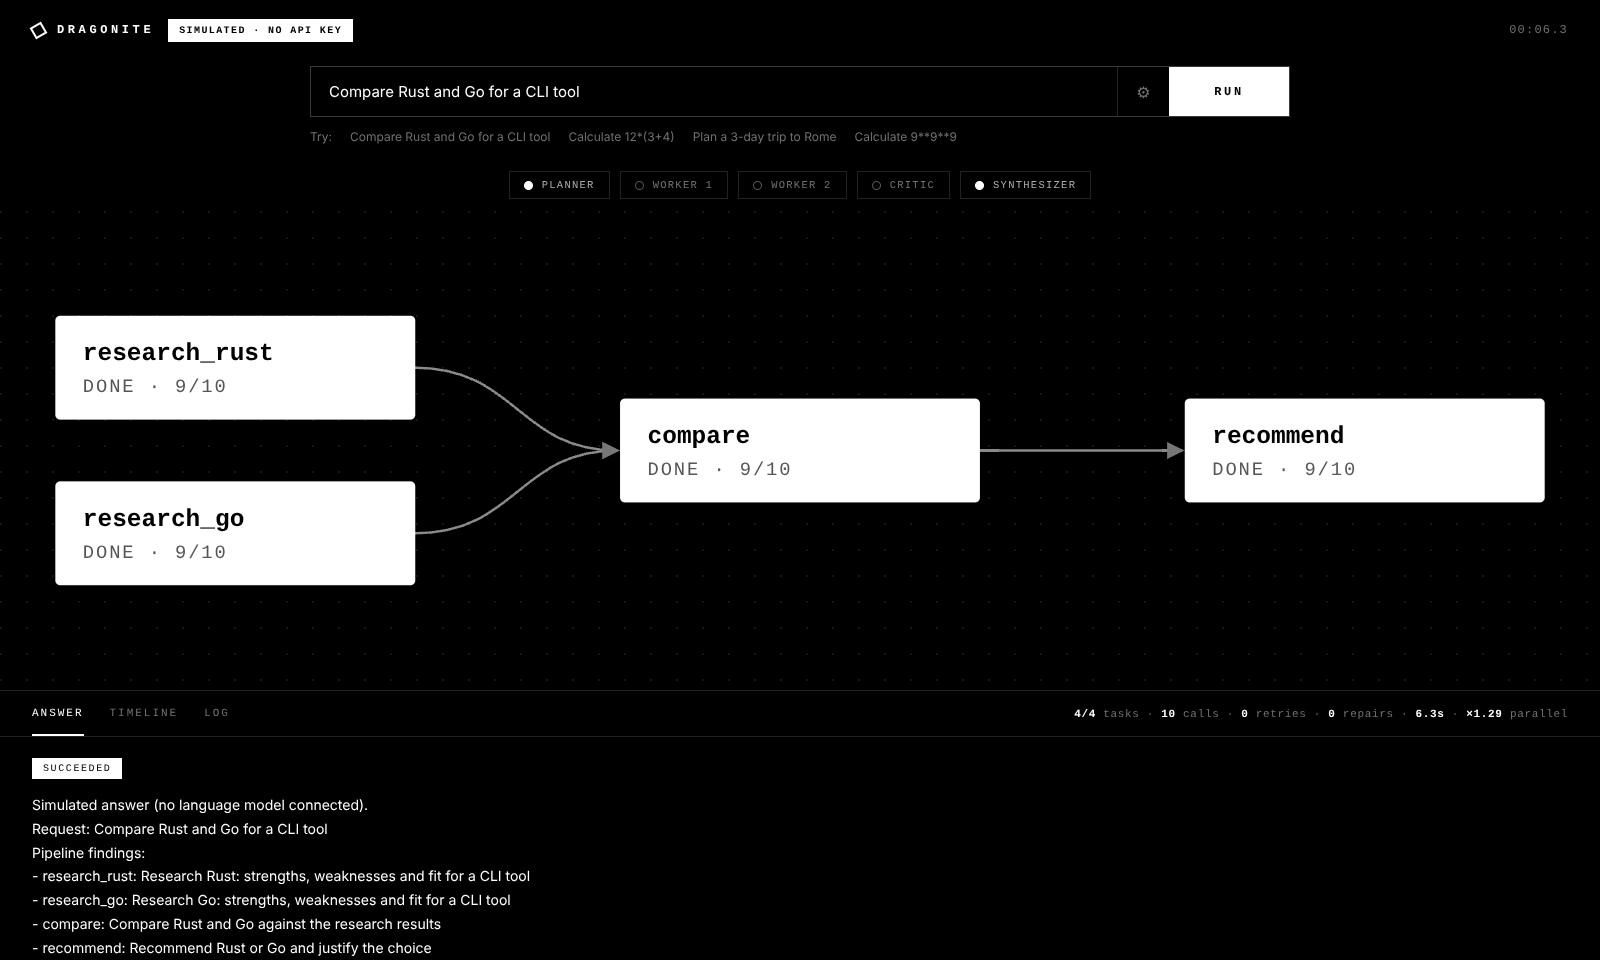 DRAGONITE
SIMULATED · NO API KEY
00:06.3
Compare Rust and Go for a CLI tool
RUN
Try: Compare Rust and Go for a CLI tool Calculate 12*(3+4) Plan a 3-day trip to Rome Calculate 9**9**9
PLANNER WORKER 1 WORKER 2 CRITIC SYNTHESIZER
research_rust
DONE · 9/10
research_go
DONE · 9/10
compare
DONE · 9/10
recommend
DONE · 9/10
ANSWER TIMELINE LOG
4/4 tasks · 10 calls · 0 retries · 0 repairs · 6.3s · ×1.29 parallel
SUCCEEDED
Simulated answer (no language model connected).
Request: Compare Rust and Go for a CLI tool
Pipeline findings:
- research_rust: Research Rust: strengths, weaknesses and fit for a CLI tool
- research_go: Research Go: strengths, weaknesses and fit for a CLI tool
- compare: Compare Rust and Go against the research results
- recommend: Recommend Rust or Go and justify the choice